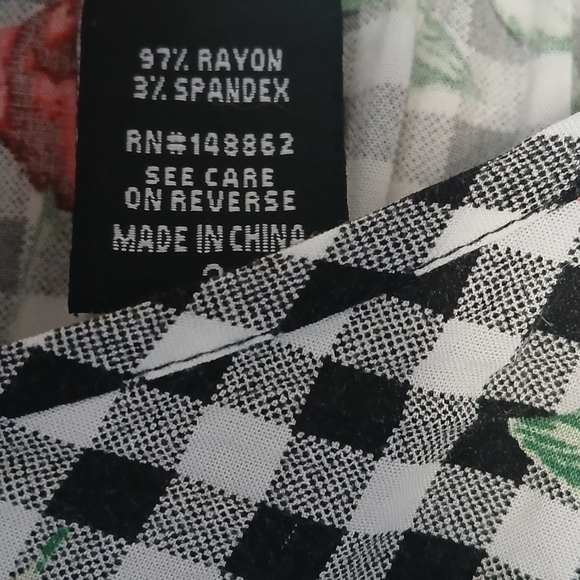 97% RAYON
3% SPANDEX
RN#148862
SEE CARE
ON REVERSE
MADE IN CHINA